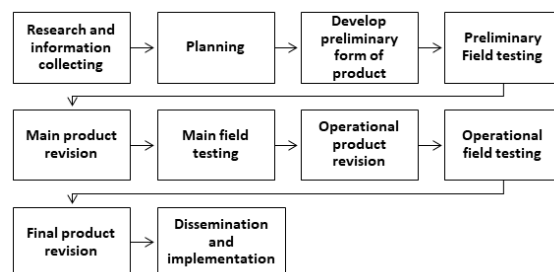 Research and
information
collecting
Planning
Develop
preliminary
form of
product
Preliminary
Field testing
Main product
revision
Main field
testing
Operational
product
revision
Operational
field testing
Final product
revision
Dissemination
and
implementation